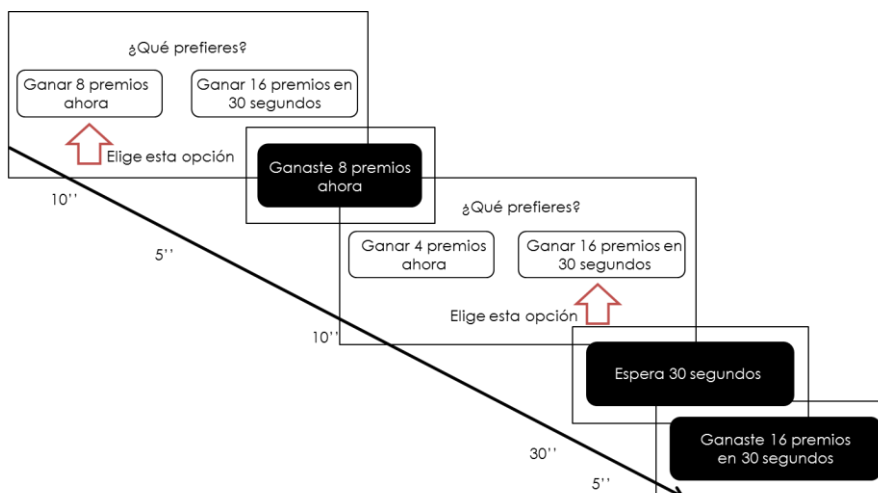 ¿Qué prefieres?
Ganar 8 premios
ahora
Ganar 16 premios en
30 segundos
Elige esta opción
Ganaste 8 premios
ahora
10''
5''
¿Qué prefieres?
Ganar 4 premios
ahora
Ganar 16 premios en
30 segundos
Elige esta opción
10''
Espera 30 segundos
Ganaste 16 premios
en 30 segundos
30''
5''